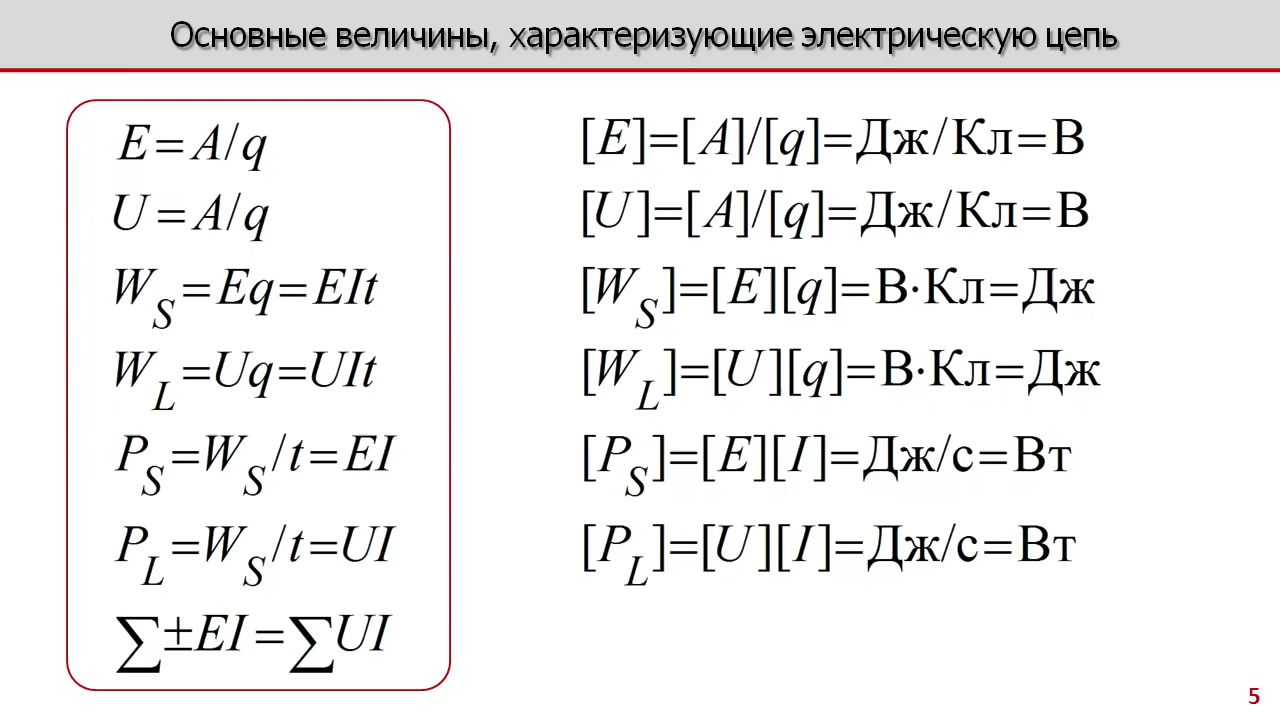 Основные величины, характеризующие электрическую цепь
E=A/q
[E]=[A]/[q]=Дж/Кл=В
U=A/q
[U]=[A]/[q]=Дж/Кл=В
W_S=Eq=EIt
[W_S]=[E][q]=В·Кл=Дж
W_L=Uq=UIt
[W_L]=[U][q]=В·Кл=Дж
P_S=W_S/t=EI
[P_S]=[E][I]=Дж/с=Вт
P_L=W_S/t=UI
[P_L]=[U][I]=Дж/с=Вт
∑±EI=∑UI
5